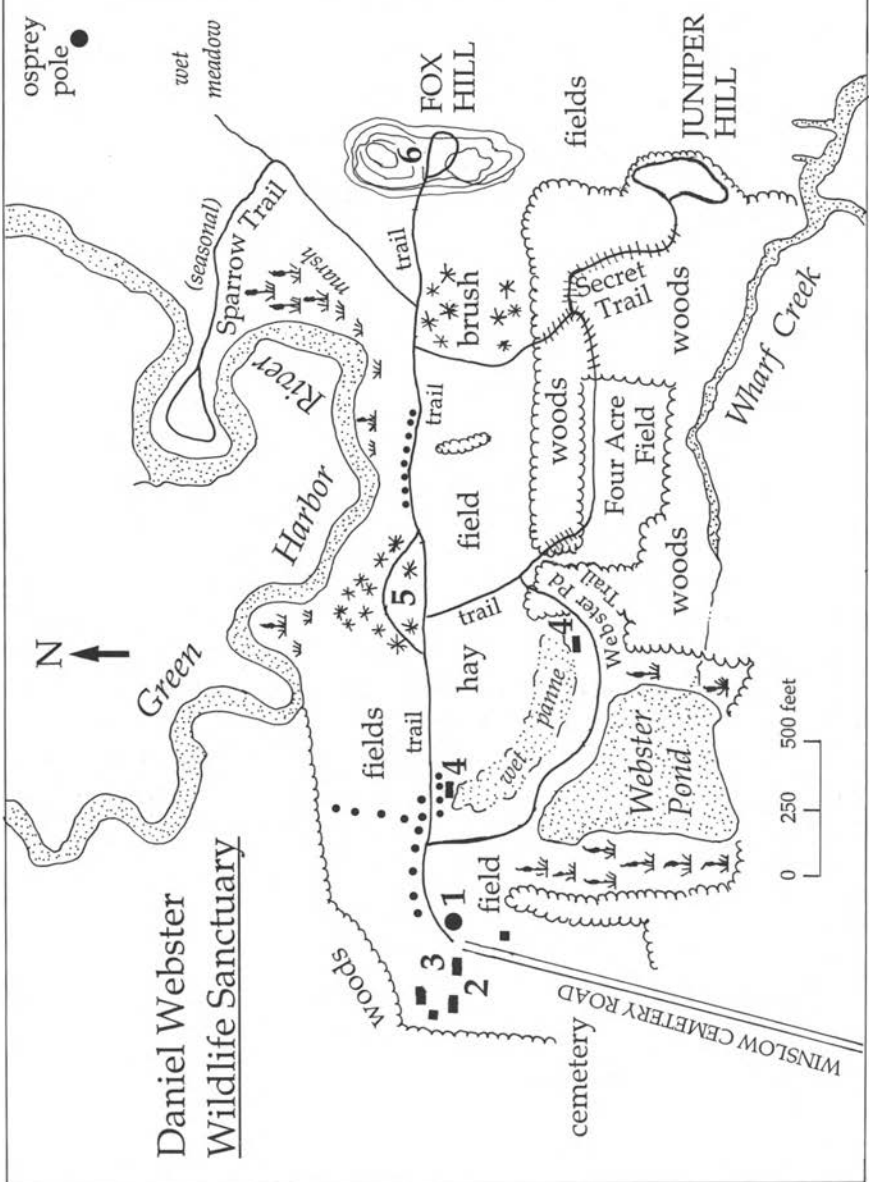 Daniel Webster
Wildlife Sanctuary
N
Green
Harbor
River
(seasonal)
Sparrow Trail
marsh
wet
meadow
osprey
pole
woods
fields
trail
5
trail
trail
6
FOX
HILL
brush
fields
3
2
1
4
hay
field
trail
wet
panne
4
field
Webster Pd
Trail
woods
Four Acre
Field
Secret
Trail
woods
JUNIPER
HILL
woods
Webster
Pond
Wharf Creek
cemetery
WINSLOW CEMETERY ROAD
0 250 500 feet